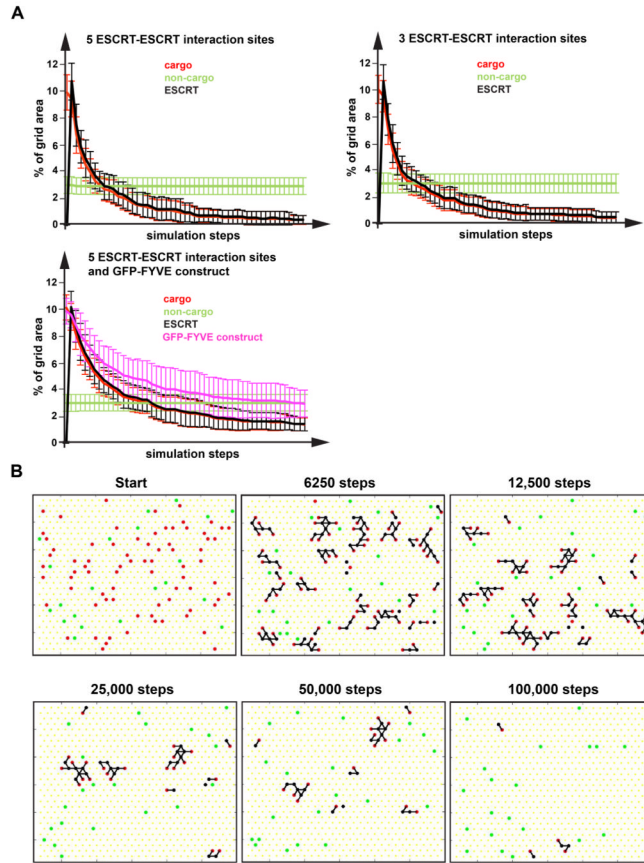 A
5 ESCRT-ESCRT interaction sites
cargo
non-cargo
ESCRT
% of grid area
12
10
8
6
4
2
0
simulation steps
3 ESCRT-ESCRT interaction sites
cargo
non-cargo
ESCRT
% of grid area
12
10
8
6
4
2
0
simulation steps
5 ESCRT-ESCRT interaction sites
and GFP-FYVE construct
cargo
non-cargo
ESCRT
GFP-FYVE construct
% of grid area
12
10
8
6
4
2
0
simulation steps
B
Start
6250 steps
12,500 steps
25,000 steps
50,000 steps
100,000 steps